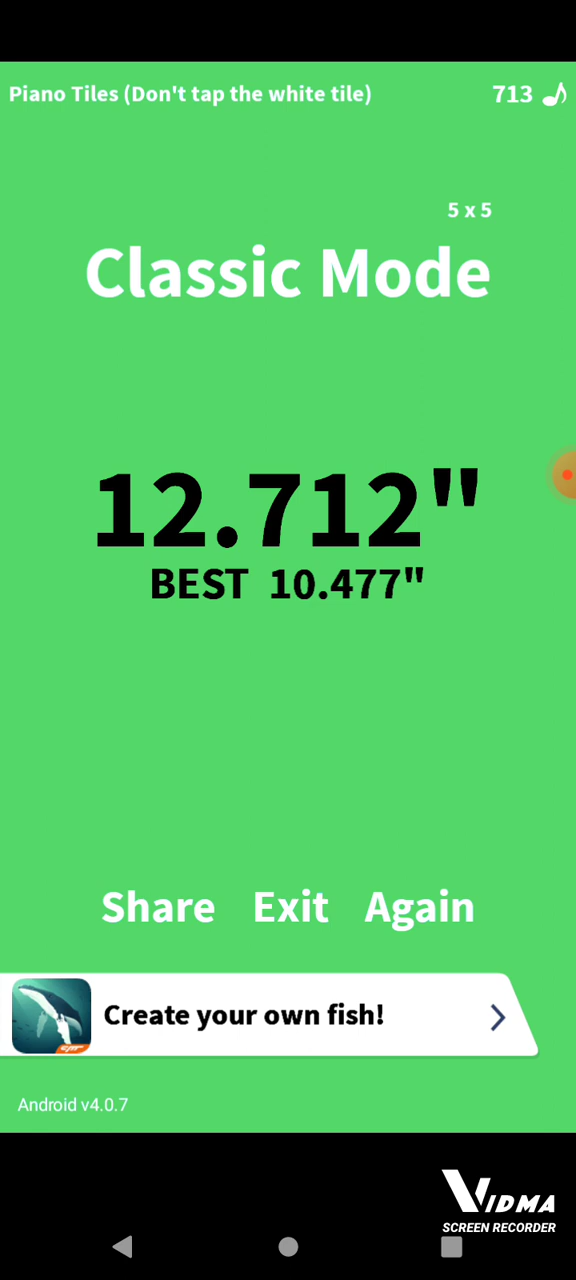 Piano Tiles (Don't tap the white tile) 713
5 x 5
Classic Mode
12.712"
BEST 10.477"
Share Exit Again
Create your own fish!
Android v4.0.7
VIDMA
SCREEN RECORDER